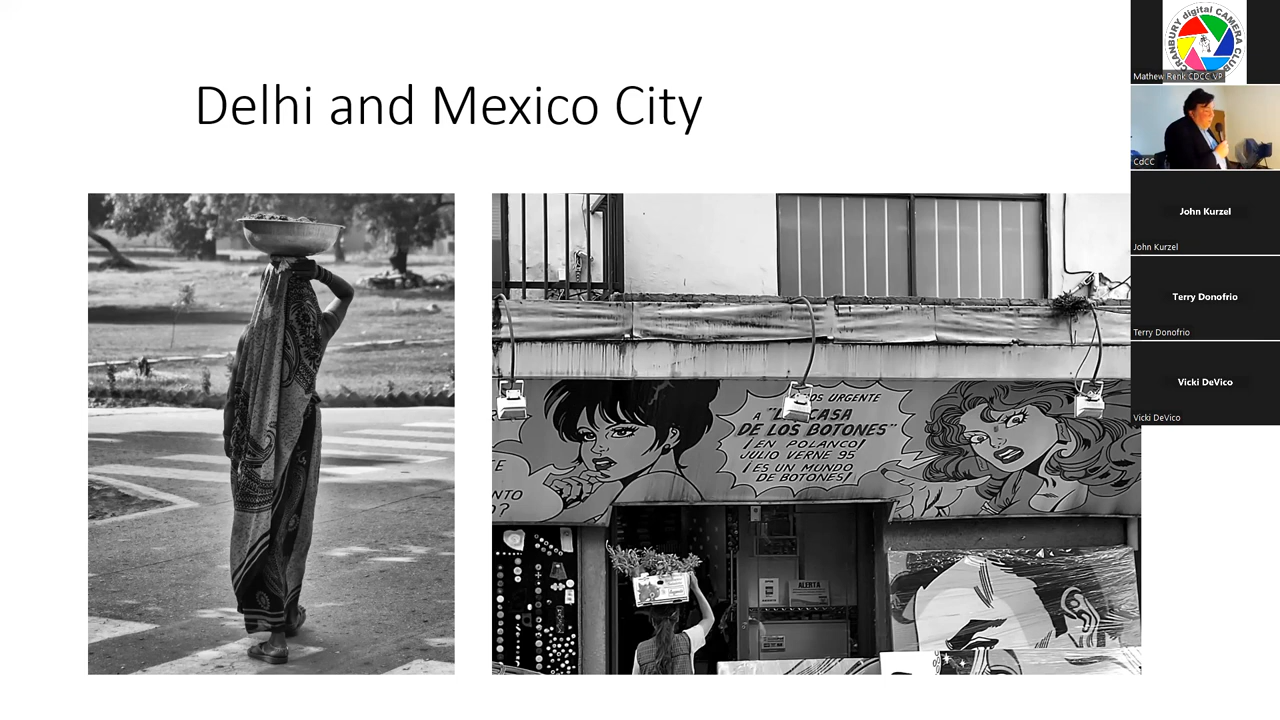 Delhi and Mexico City
URGENTE
A "LA CASA
DE LOS BOTONES"
¡EN POLANCO!
JULIO VERNE 95
¡ES UN MUNDO
DE BOTONES!
NTO
ALERTA
CRANBURY digital CAMERA CLUB
Mathew Renk CDCC VP
CdCC
John Kurzel
John Kurzel
Terry Donofrio
Terry Donofrio
Vicki DeVico
Vicki DeVico